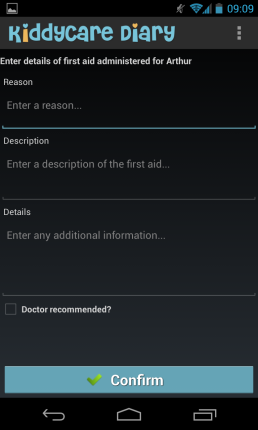 09:09
Kiddycare Diary
Enter details of first aid administered for Arthur
Reason
Enter a reason...
Description
Enter a description of the first aid...
Details
Enter any additional information...
Doctor recommended?
Confirm